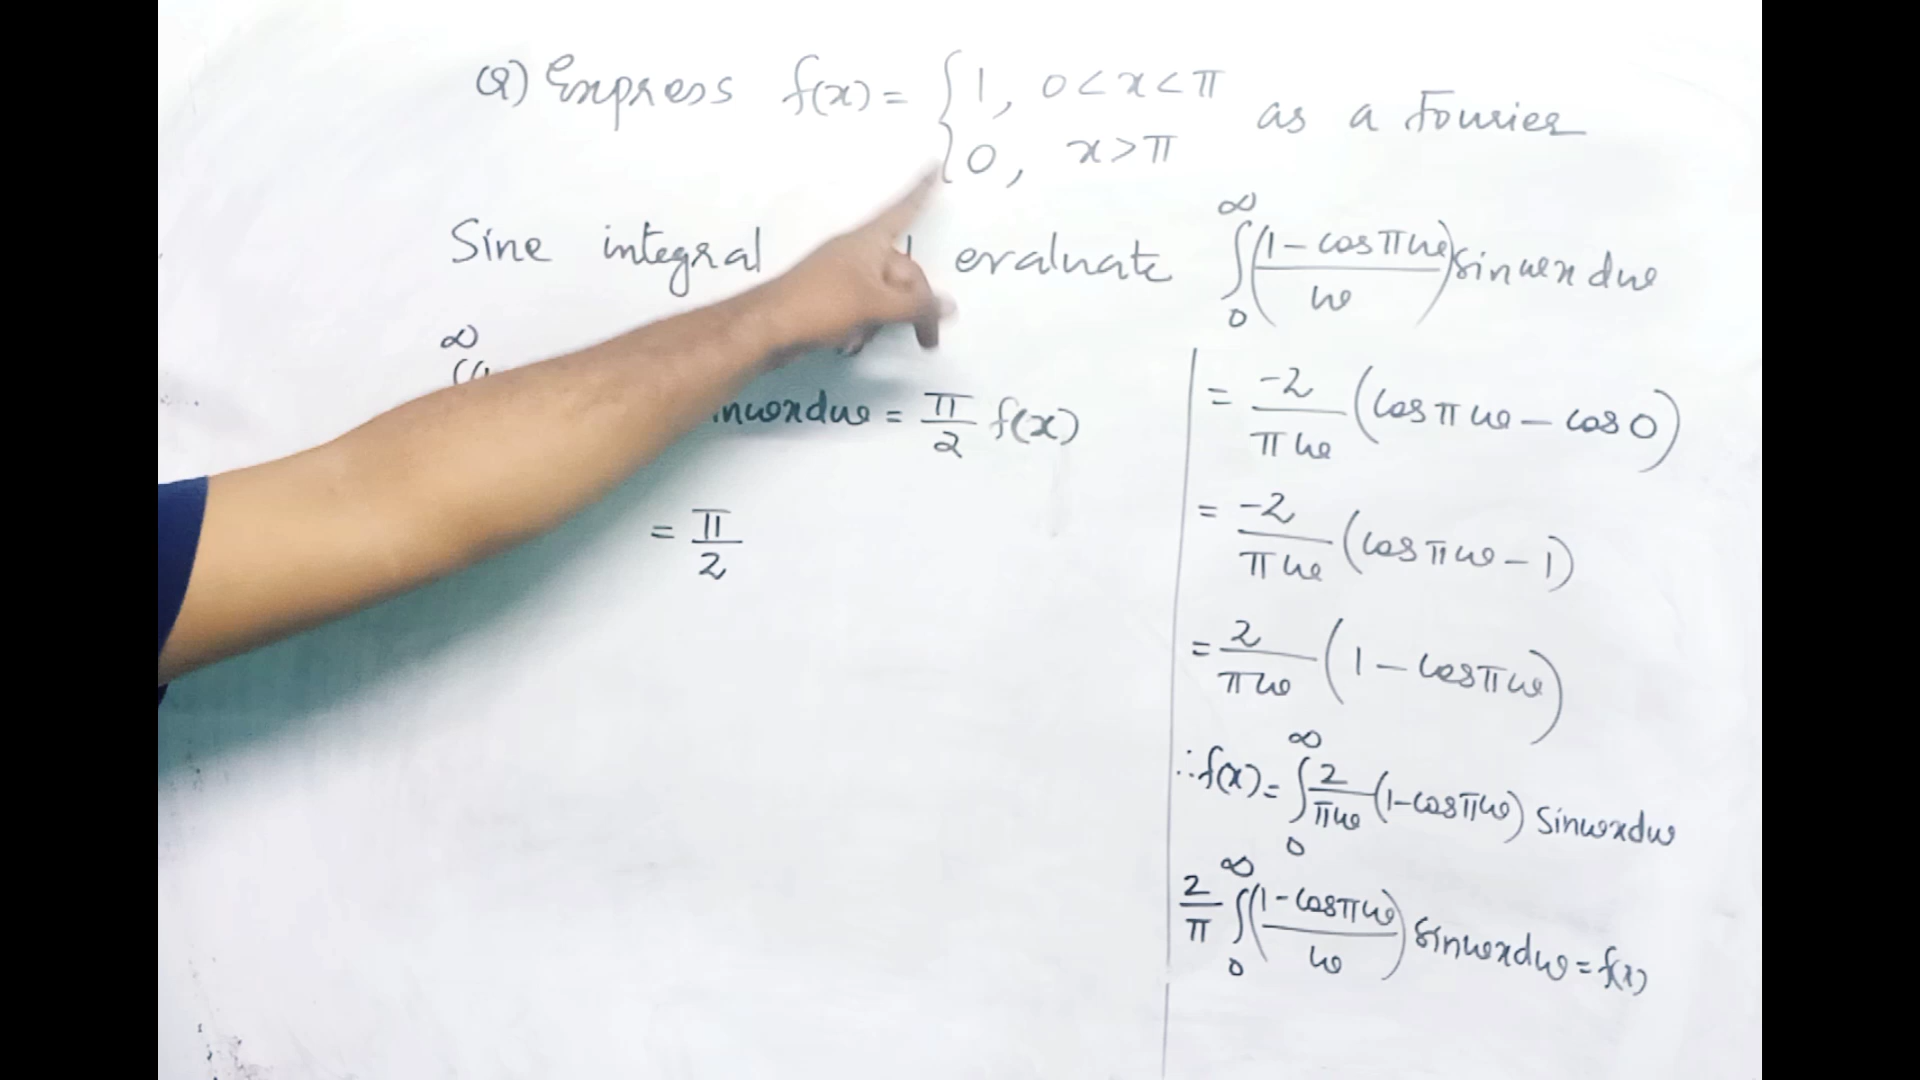 Q) Express f(x) = { 1, 0 < x < π
0, x > π
as a Fourier
Sine integral evaluate ∫₀^∞ ((1 - cos πω)/ω) sin ωx dω
∞
sin ωx dω = π/2 f(x)
= π/2
= -2/πω (cos πω - cos 0)
= -2/πω (cos πω - 1)
= 2/πω (1 - cos πω)
∴ f(x) = ∫₀^∞ 2/πω (1 - cos πω) sin ωx dω
2/π ∫₀^∞ ((1 - cos πω)/ω) sin ωx dω = f(x)